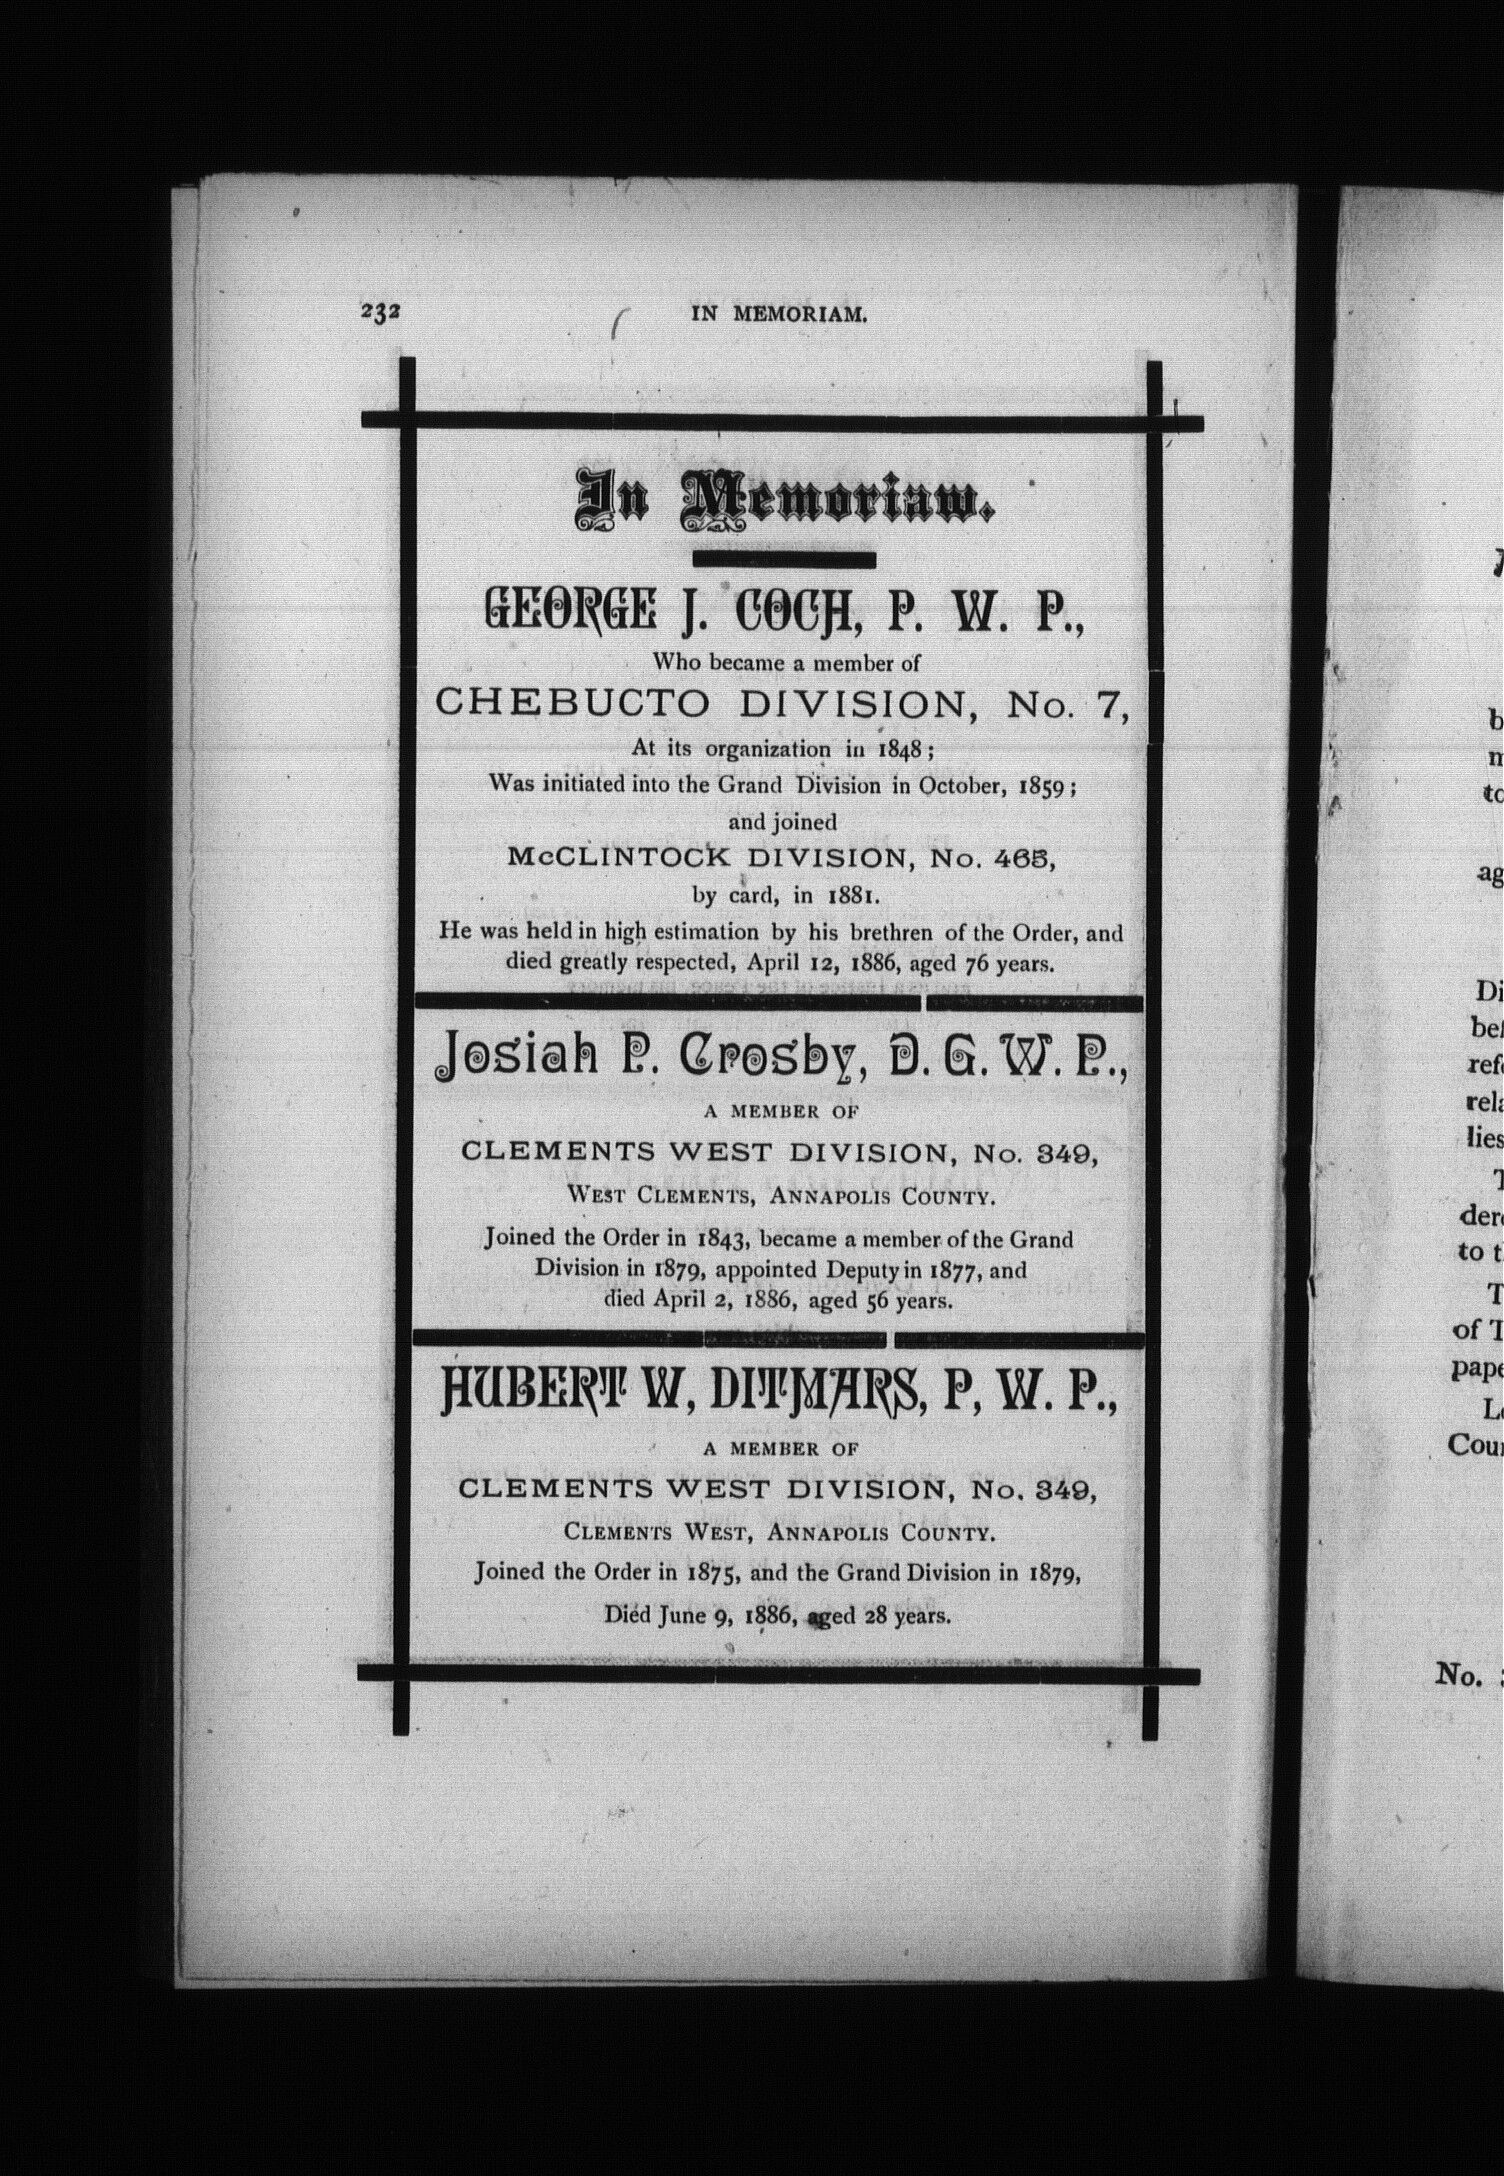 232
IN MEMORIAM.
In Memoriam.
GEORGE J. COCH, P. W. P.,
Who became a member of
CHEBUCTO DIVISION, No. 7,
At its organization in 1848;
Was initiated into the Grand Division in October, 1859;
and joined
McCLINTOCK DIVISION, No. 465,
by card, in 1881.
He was held in high estimation by his brethren of the Order, and
died greatly respected, April 12, 1886, aged 76 years.
Josiah P. Crosby, D. G. W. P.,
A MEMBER OF
CLEMENTS WEST DIVISION, No. 349,
WEST CLEMENTS, ANNAPOLIS COUNTY.
Joined the Order in 1843, became a member of the Grand
Division in 1879, appointed Deputy in 1877, and
died April 2, 1886, aged 56 years.
HUBERT W, DITMARS, P, W. P.,
A MEMBER OF
CLEMENTS WEST DIVISION, No. 349,
CLEMENTS WEST, ANNAPOLIS COUNTY.
Joined the Order in 1875, and the Grand Division in 1879,
Died June 9, 1886, aged 28 years.
to
of
No.